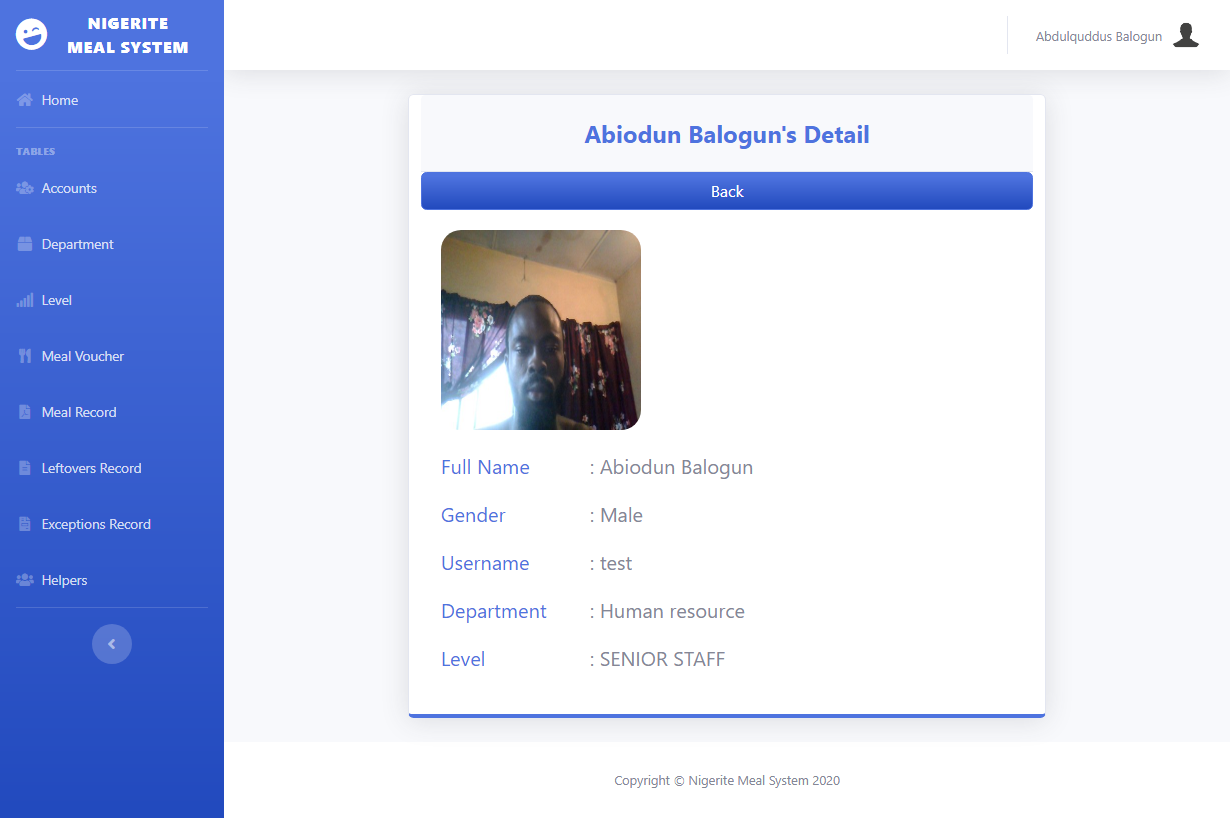 NIGERITE
MEAL SYSTEM
Home
TABLES
Accounts
Department
Level
Meal Voucher
Meal Record
Leftovers Record
Exceptions Record
Helpers
Abdulquddus Balogun
Abiodun Balogun's Detail
Back
Full Name : Abiodun Balogun
Gender : Male
Username : test
Department : Human resource
Level : SENIOR STAFF
Copyright © Nigerite Meal System 2020